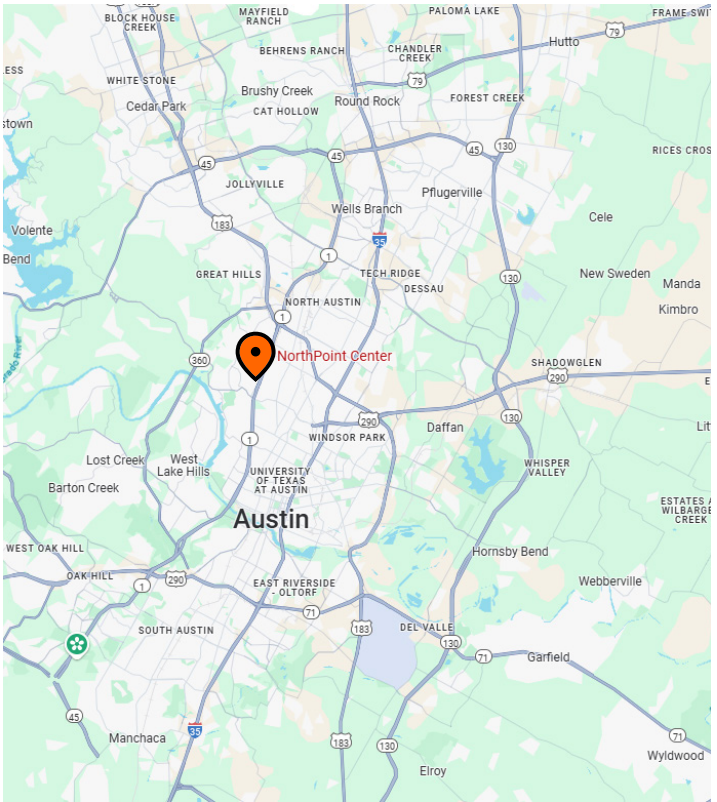 BLOCK HOUSE
CREEK
MAYFIELD
RANCH
PALOMA LAKE
FRAME SWIT
79
Hutto
BEHRENS RANCH
CHANDLER
CREEK
LESS
WHITE STONE
79
Brushy Creek
Cedar Park
CAT HOLLOW
Round Rock
FOREST CREEK
stown
45
45
45
130
RICES CROS
JOLLYVILLE
Pflugerville
Wells Branch
183
Cele
Volente
Bend
35
1
GREAT HILLS
TECH RIDGE
DESSAU
130
New Sweden
Manda
NORTH AUSTIN
Kimbro
1
360
NorthPoint Center
SHADOWGLEN
290
E
130
290
Daffan
Litt
1
WINDSOR PARK
Lost Creek
West
Lake Hills
WHISPER
VALLEY
UNIVERSITY
OF TEXAS
AT AUSTIN
Barton Creek
ESTATES A
WILBARGE
CREEK
Austin
WEST OAK HILL
Hornsby Bend
OAK HILL
1
290
EAST RIVERSIDE
- OLTORF
Webberville
71
SOUTH AUSTIN
183
DEL VALLE
130
71
Garfield
45
35
Manchaca
183
130
71
Wyldwood
Elroy